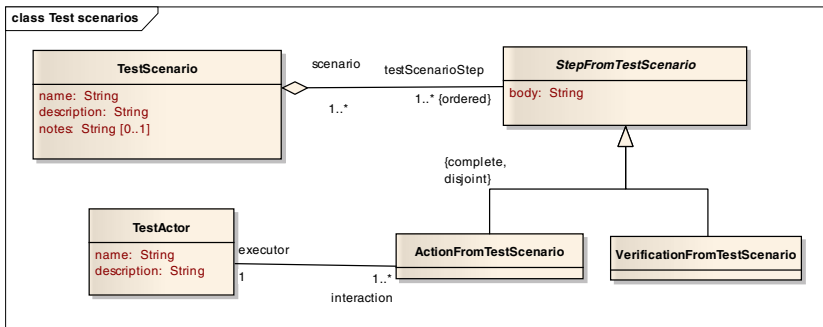 class Test scenarios
TestScenario
name: String
description: String
notes: String [0..1]
scenario
1..*
testScenarioStep
1..* {ordered}
StepFromTestScenario
body: String
{complete,
disjoint}
TestActor
name: String
description: String
executor
1
1..*
interaction
ActionFromTestScenario
VerificationFromTestScenario